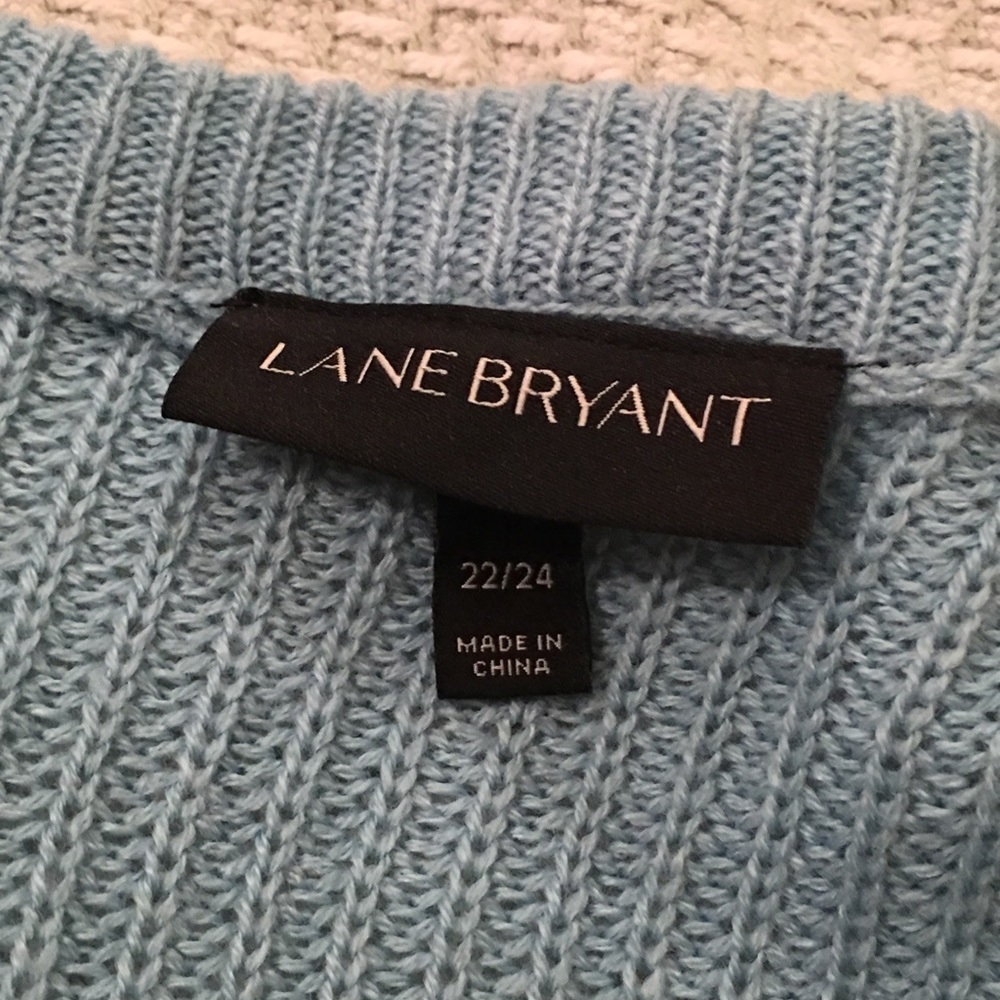 LANE BRYANT
22/24
MADE IN
CHINA